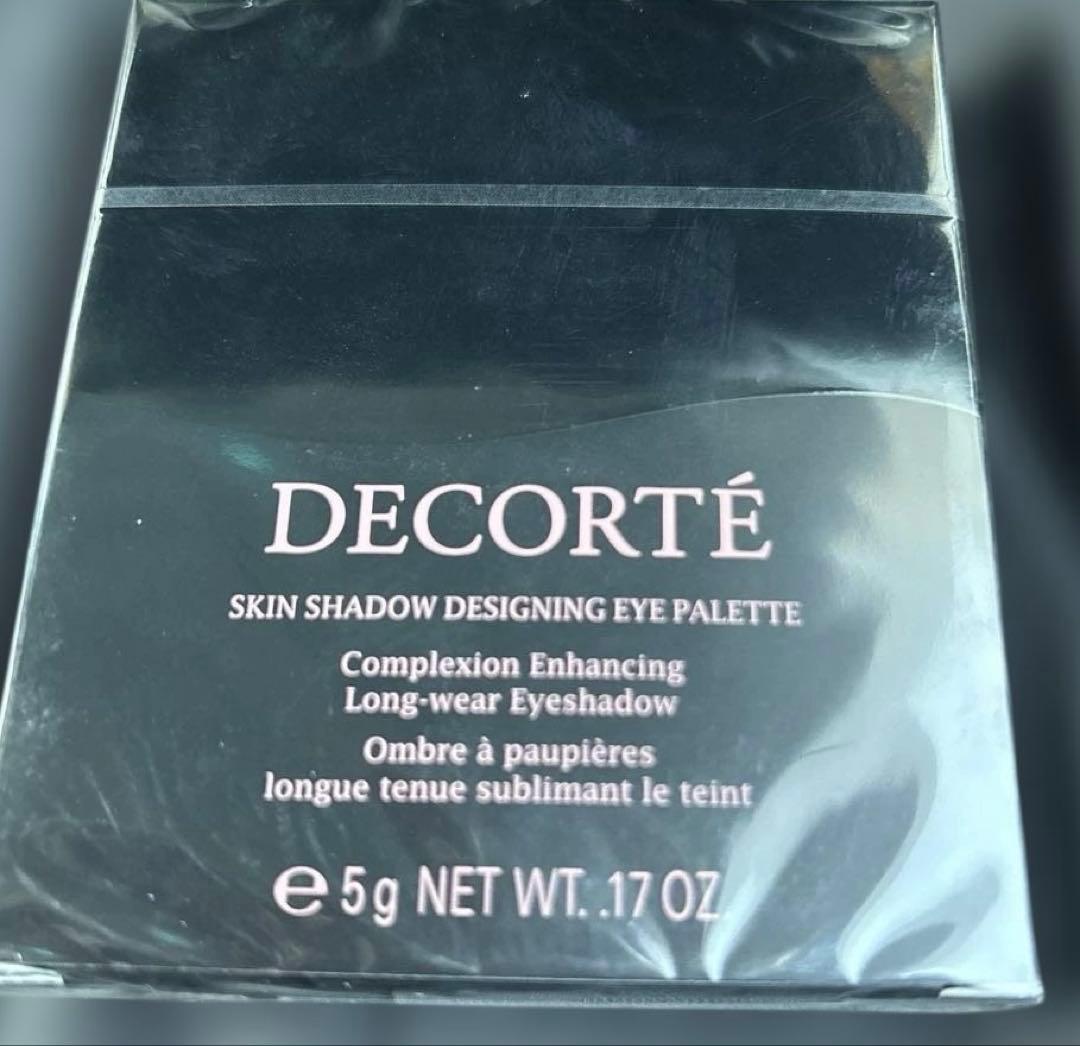 DECORTÉ
SKIN SHADOW DESIGNING EYE PALETTE
Complexion Enhancing
Long-wear Eyeshadow
Ombre à paupières
longue tenue sublimant le teint
℮ 5g NET WT. .17 OZ.